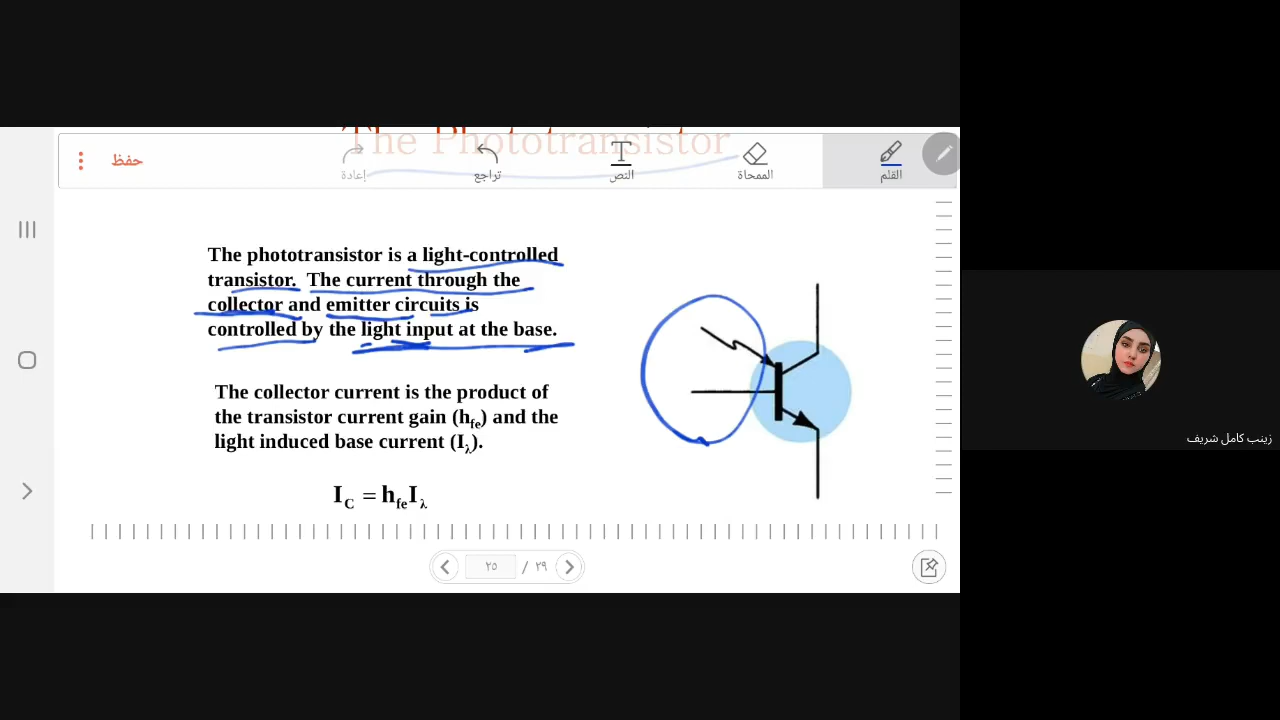 The Phototransistor
حفظ
إعادة
تراجع
النص
الممحاة
القلم
The phototransistor is a light-controlled
transistor. The current through the
collector and emitter circuits is
controlled by the light input at the base.
The collector current is the product of
the transistor current gain (hfe) and the
light induced base current (Iλ).
IC = hfeIλ
٢٥ / ٢٩
زينب كامل شريف